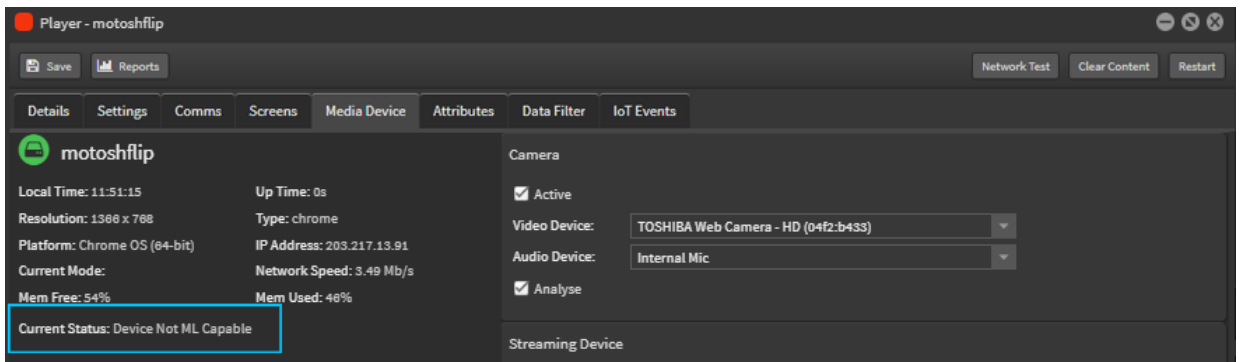 Player - motoshflip
Save Reports Network Test Clear Content Restart
Details Settings Comms Screens Media Device Attributes Data Filter IoT Events
motoshflip
Local Time: 11:51:15 Up Time: 0s
Resolution: 1366 x 768 Type: chrome
Platform: Chrome OS (64-bit) IP Address: 203.217.13.91
Current Mode: Network Speed: 3.49 Mb/s
Mem Free: 54% Mem Used: 46%
Current Status: Device Not ML Capable
Camera
Active
Video Device: TOSHIBA Web Camera - HD (04f2:b433)
Audio Device: Internal Mic
Analyse
Streaming Device